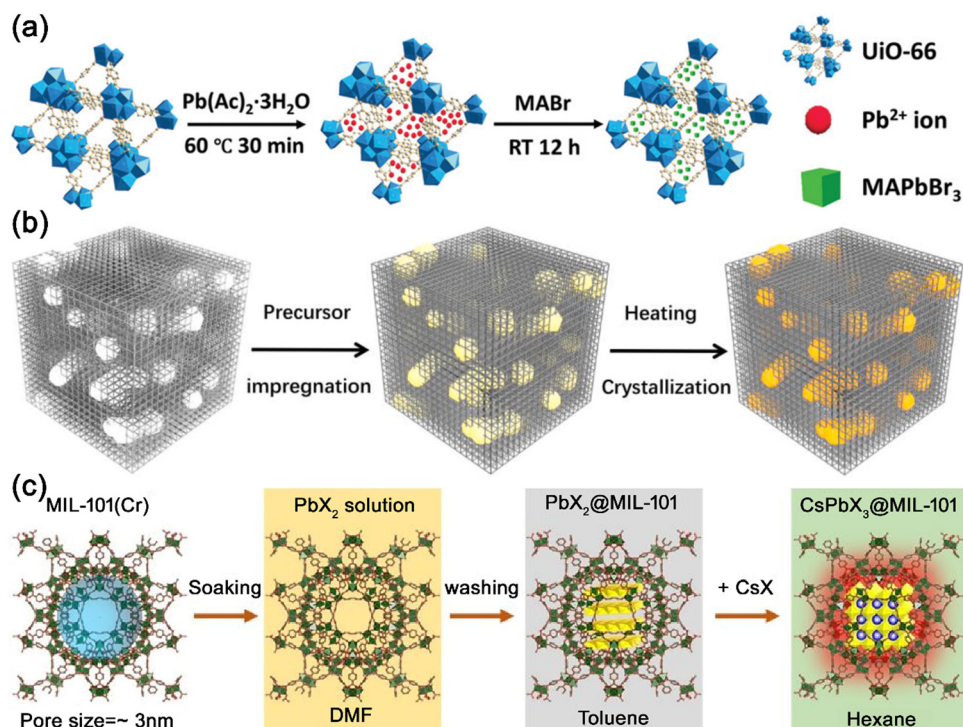 (a)
Pb(Ac)₂·3H₂O
60 ℃ 30 min
MABr
RT 12 h
UiO-66
Pb²⁺ ion
MAPbBr₃
(b)
Precursor
impregnation
Heating
Crystallization
(c)
MIL-101(Cr)
Pore size=~ 3nm
Soaking
PbX₂ solution
DMF
washing
PbX₂@MIL-101
Toluene
+ CsX
CsPbX₃@MIL-101
Hexane